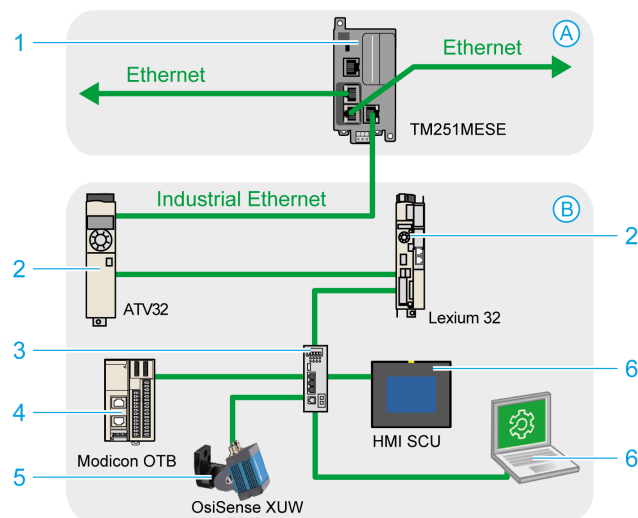 1
Ethernet
A
Ethernet
TM251MESE
Industrial Ethernet
B
2
2
ATV32
Lexium 32
3
6
4
HMI SCU
6
Modicon OTB
5
OsiSense XUW